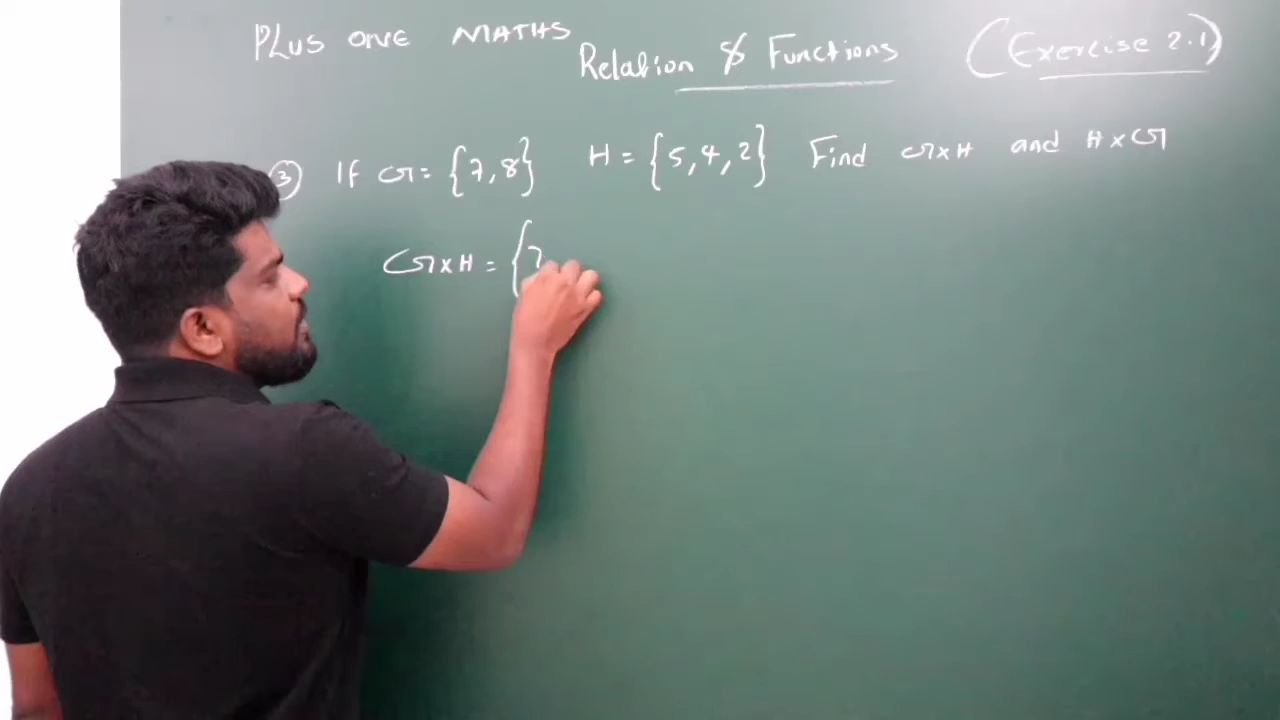 PLUS ONE MATHS
Relation & Functions
(Exercise 2.1)
3 If G = {7,8} H = {5,4,2} Find G×H and H×G
G×H = {7